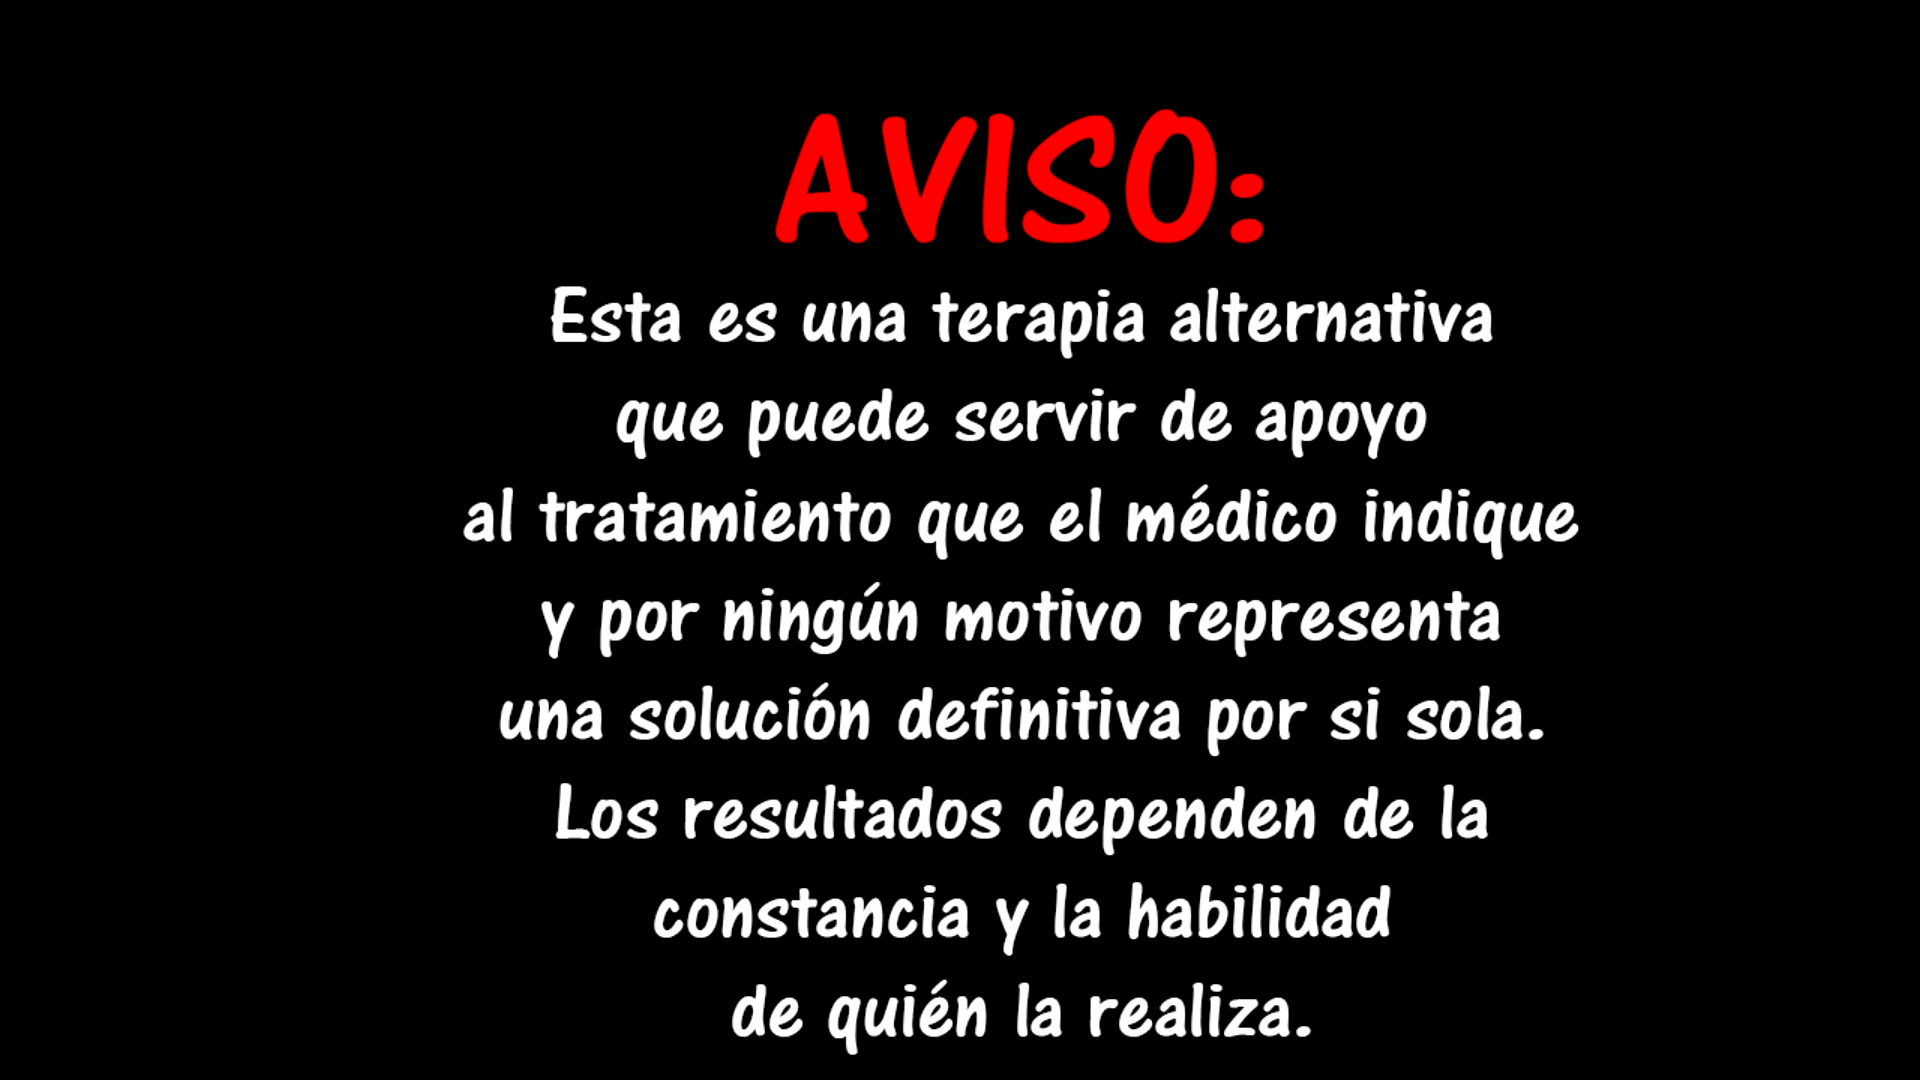 AVISO:
Esta es una terapia alternativa
que puede servir de apoyo
al tratamiento que el médico indique
y por ningún motivo representa
una solución definitiva por si sola.
Los resultados dependen de la
constancia y la habilidad
de quién la realiza.